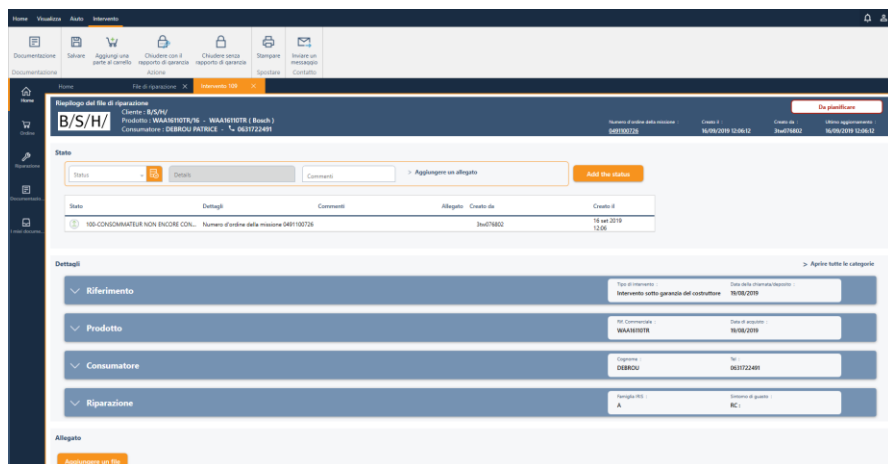 Home Visualizza Aiuto Intervento
Documentazione Salvare Aggiungi una parte al carrello Chiudere con il rapporto di garanzia Chiudere senza rapporto di garanzia Stampare Inviare un messaggio
Documentazione Azione Spostare Contatto
Home File di riparazione X Intervento 109 X
Home
Ordine
Riparazione
Documentazio...
I miei docume...
Riepilogo del file di riparazione
B/S/H/
Cliente : B/S/H/
Prodotto : WAA16110TR/16 - WAA16110TR ( Bosch )
Consumatore : DEBROU PATRICE - 0631722491
Da pianificare
Numero d'ordine della missione : Creato il : Creato da : Ultimo aggiornamento :
0491100726 16/09/2019 12:06:12 3tw076802 16/09/2019 12:06:12
Stato
Status Details Commenti > Aggiungere un allegato Add the status
Stato Dettagli Commenti Allegato Creato da Creato il
100-CONSOMMATEUR NON ENCORE CON... Numero d'ordine della missione 0491100726 3tw076802 16 set 2019
12:06
Dettagli > Aprire tutte le categorie
Riferimento
Tipo di intervento : Data della chiamata/deposito :
Intervento sotto garanzia del costruttore 19/08/2019
Prodotto
Rif. Commerciale : Data di acquisto :
WAA16110TR 19/08/2019
Consumatore
Cognome : Tel :
DEBROU 0631722491
Riparazione
Famiglia IRIS : Sintomo di guasto :
A RC :
Allegato
Aggiungere un file